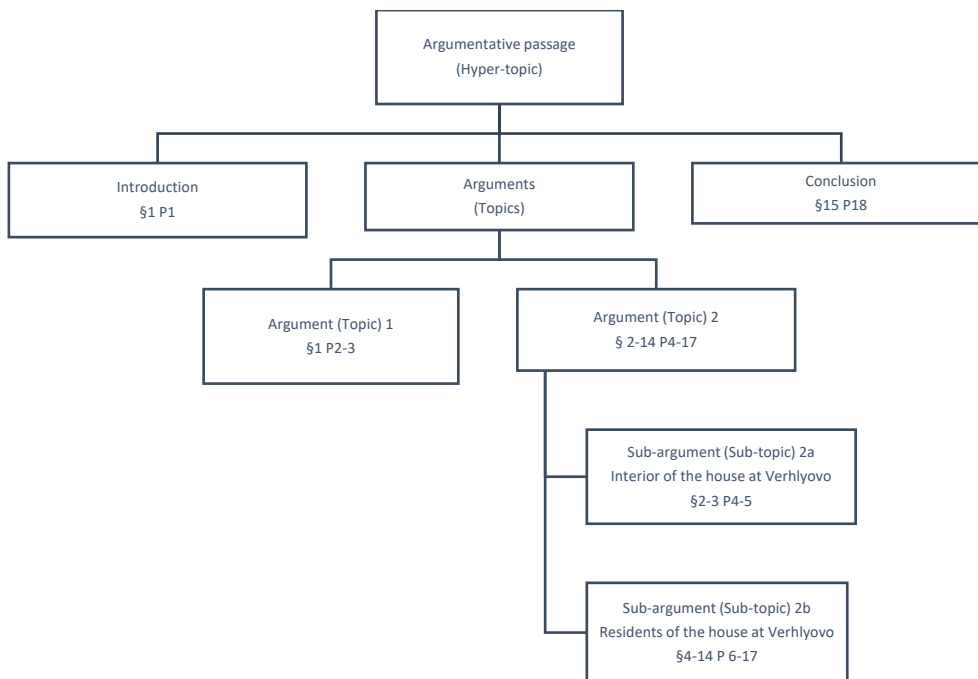 Argumentative passage
(Hyper-topic)
Introduction
§1 P1
Arguments
(Topics)
Conclusion
§15 P18
Argument (Topic) 1
§1 P2-3
Argument (Topic) 2
§ 2-14 P4-17
Sub-argument (Sub-topic) 2a
Interior of the house at Verhlyovo
§2-3 P4-5
Sub-argument (Sub-topic) 2b
Residents of the house at Verhlyovo
§4-14 P 6-17